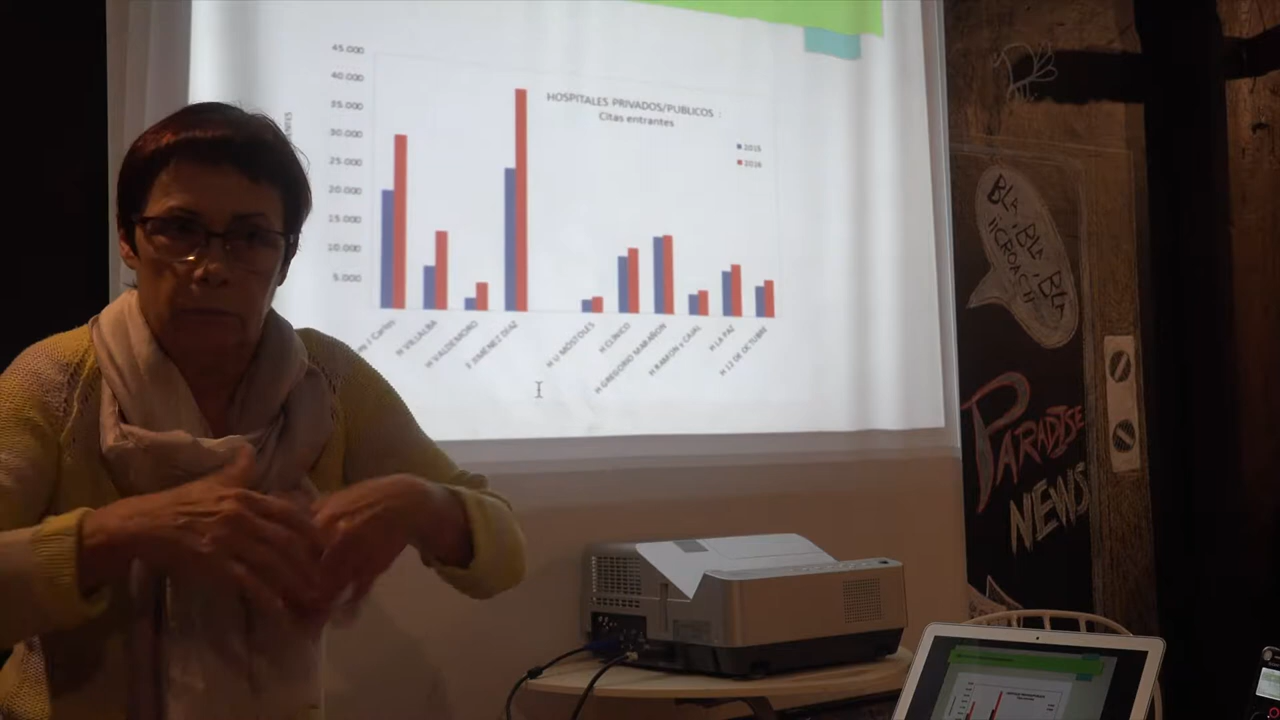 45.000
40.000
35.000
30.000
25.000
20.000
15.000
10.000
5.000
HOSPITALES PRIVADOS/PUBLICOS :
Citas entrantes
2015
2016
J Carlos
H VILLALBA
H VALDEMORO
F JIMENEZ DIAZ
H U MOSTOLES
H CLINICO
H GREGORIO MARAÑON
H RAMON y CAJAL
H LA PAZ
H 12 DE OCTUBRE
BLA, BLA, BLA
¡¡CROACH
PARADISE
NEWS